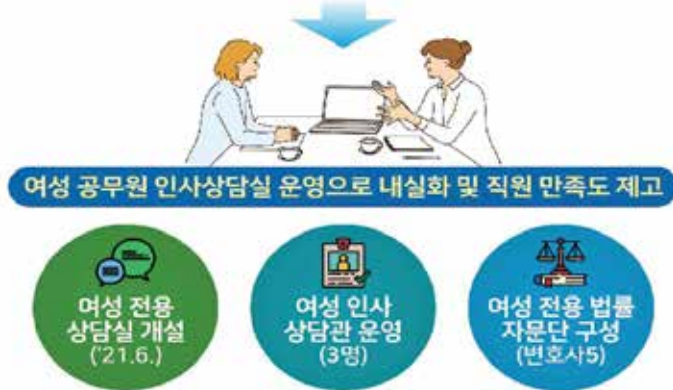 여성 공무원 인사상담실 운영으로 내실화 및 직원 만족도 제고
여성 전용
상담실 개설
('21.6.)
여성 인사
상담관 운영
(3명)
여성 전용 법률
자문단 구성
(변호사5)